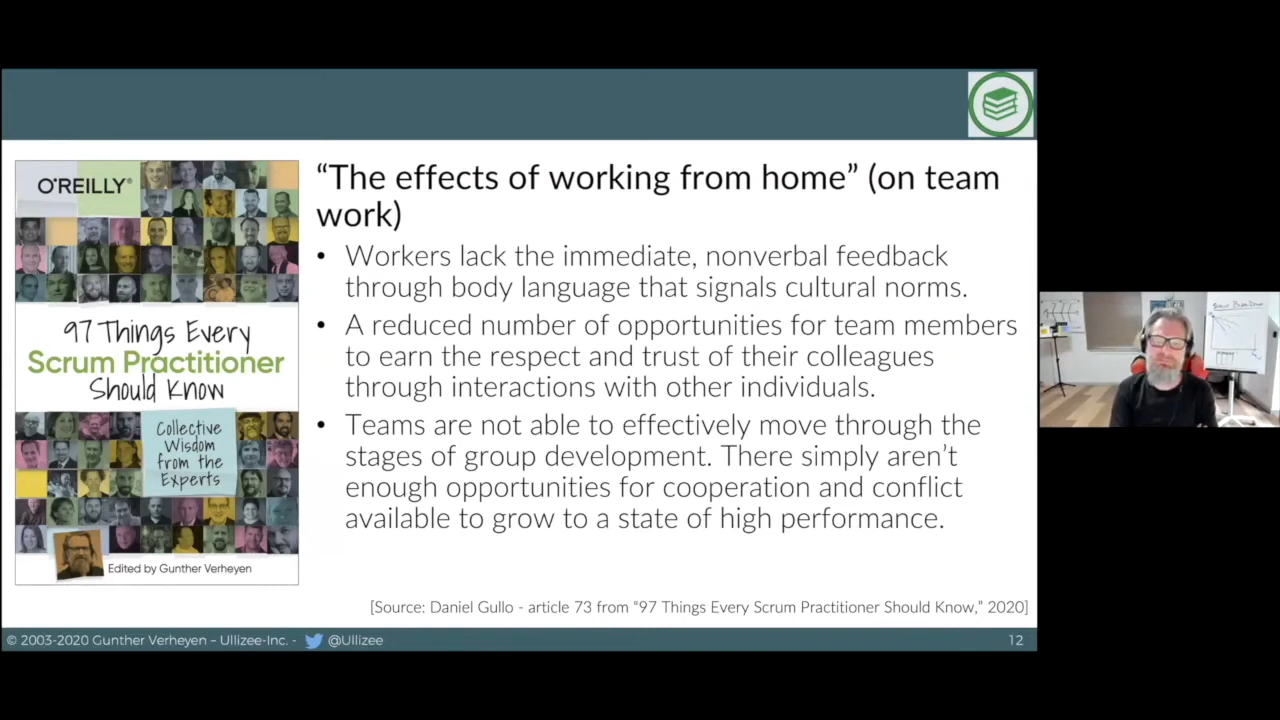 O'REILLY®
97 Things Every
Scrum Practitioner
Should Know
Collective
Wisdom
from the
Experts
Edited by Gunther Verheyen
“The effects of working from home” (on team
work)
• Workers lack the immediate, nonverbal feedback
through body language that signals cultural norms.
• A reduced number of opportunities for team members
to earn the respect and trust of their colleagues
through interactions with other individuals.
• Teams are not able to effectively move through the
stages of group development. There simply aren’t
enough opportunities for cooperation and conflict
available to grow to a state of high performance.
[Source: Daniel Gullo - article 73 from “97 Things Every Scrum Practitioner Should Know,” 2020]
© 2003-2020 Gunther Verheyen – Ullizee-Inc. - @Ullizee
12